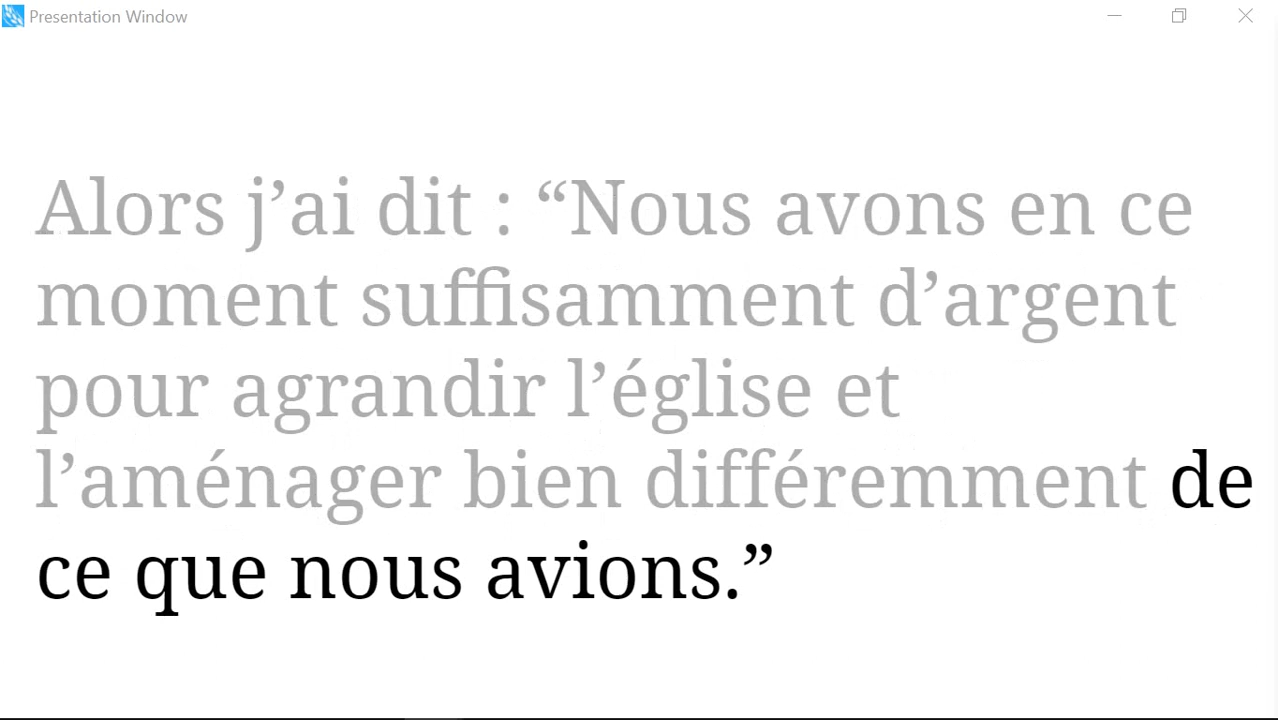 Presentation Window
Alors j’ai dit : “Nous avons en ce
moment suffisamment d’argent
pour agrandir l’église et
l’aménager bien différemment de
ce que nous avions.”